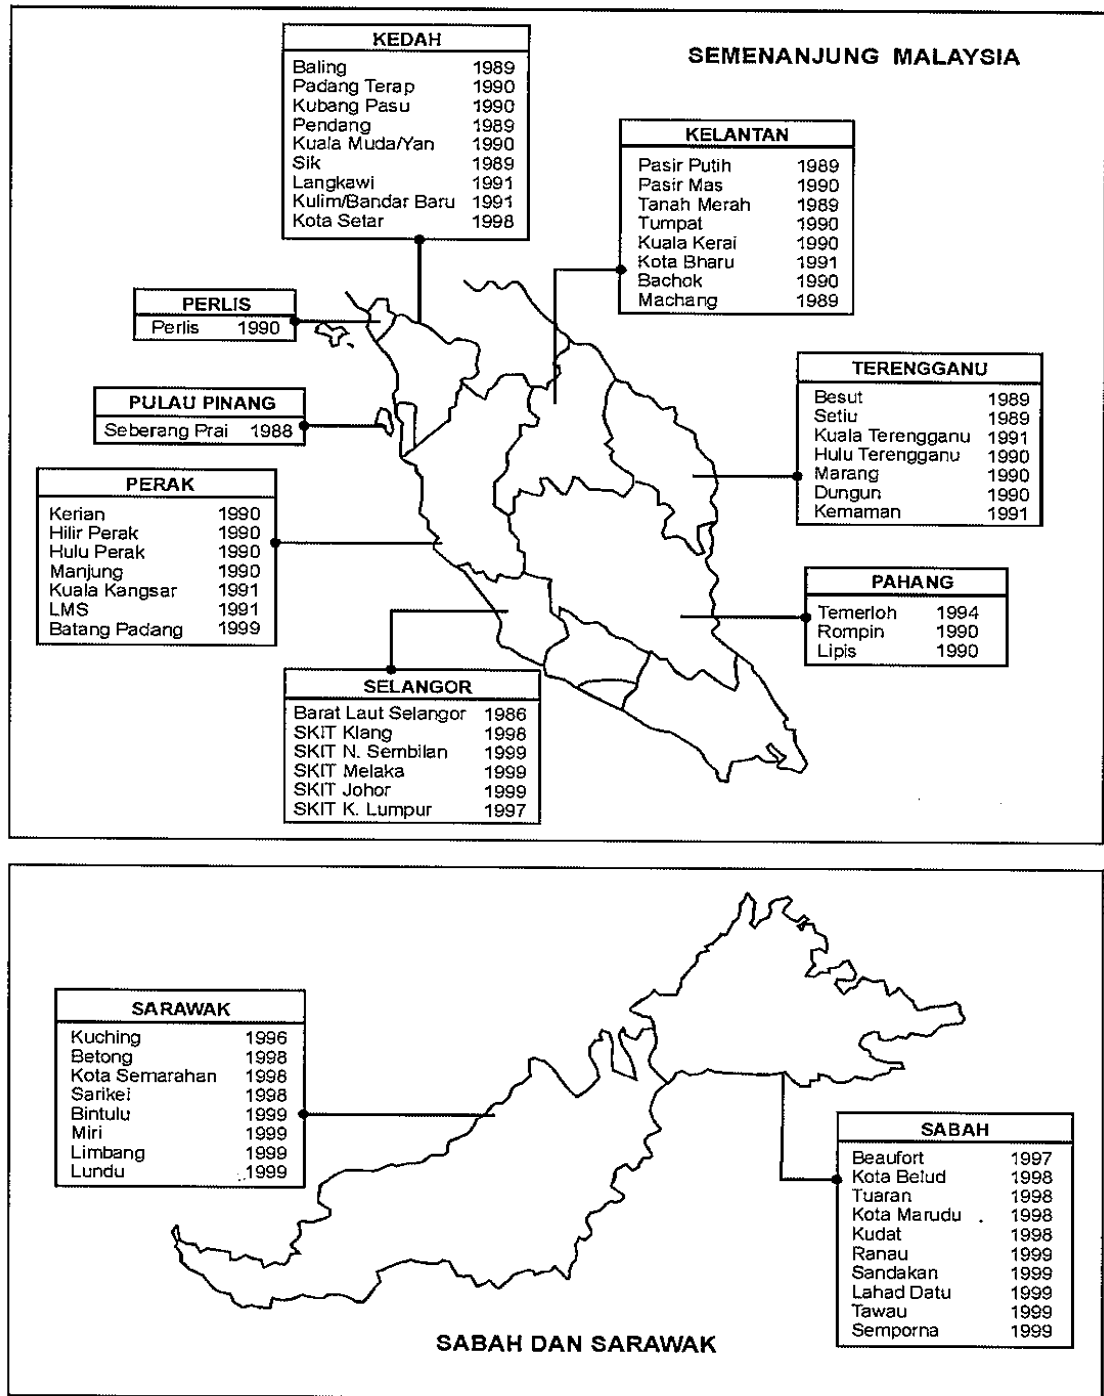 SEMENANJUNG MALAYSIA
KEDAH
Baling 1989
Padang Terap 1990
Kubang Pasu 1990
Pendang 1989
Kuala Muda/Yan 1990
Sik 1989
Langkawi 1991
Kulim/Bandar Baru 1991
Kota Setar 1998
KELANTAN
Pasir Putih 1989
Pasir Mas 1990
Tanah Merah 1989
Tumpat 1990
Kuala Kerai 1990
Kota Bharu 1991
Bachok 1990
Machang 1989
PERLIS
Perlis 1990
TERENGGANU
Besut 1989
Setiu 1989
Kuala Terengganu 1991
Hulu Terengganu 1990
Marang 1990
Dungun 1990
Kemaman 1991
PULAU PINANG
Seberang Prai 1988
PERAK
Kerian 1990
Hilir Perak 1990
Hulu Perak 1990
Manjung 1990
Kuala Kangsar 1991
LMS 1991
Batang Padang 1999
PAHANG
Temerloh 1994
Rompin 1990
Lipis 1990
SELANGOR
Barat Laut Selangor 1986
SKIT Klang 1998
SKIT N. Sembilan 1999
SKIT Melaka 1999
SKIT Johor 1999
SKIT K. Lumpur 1997
SARAWAK
Kuching 1996
Betong 1998
Kota Semarahan 1998
Sarikei 1998
Bintulu 1999
Miri 1999
Limbang 1999
Lundu 1999
SABAH
Beaufort 1997
Kota Belud 1998
Tuaran 1998
Kota Marudu 1998
Kudat 1998
Ranau 1999
Sandakan 1999
Lahad Datu 1999
Tawau 1999
Semporna 1999
SABAH DAN SARAWAK